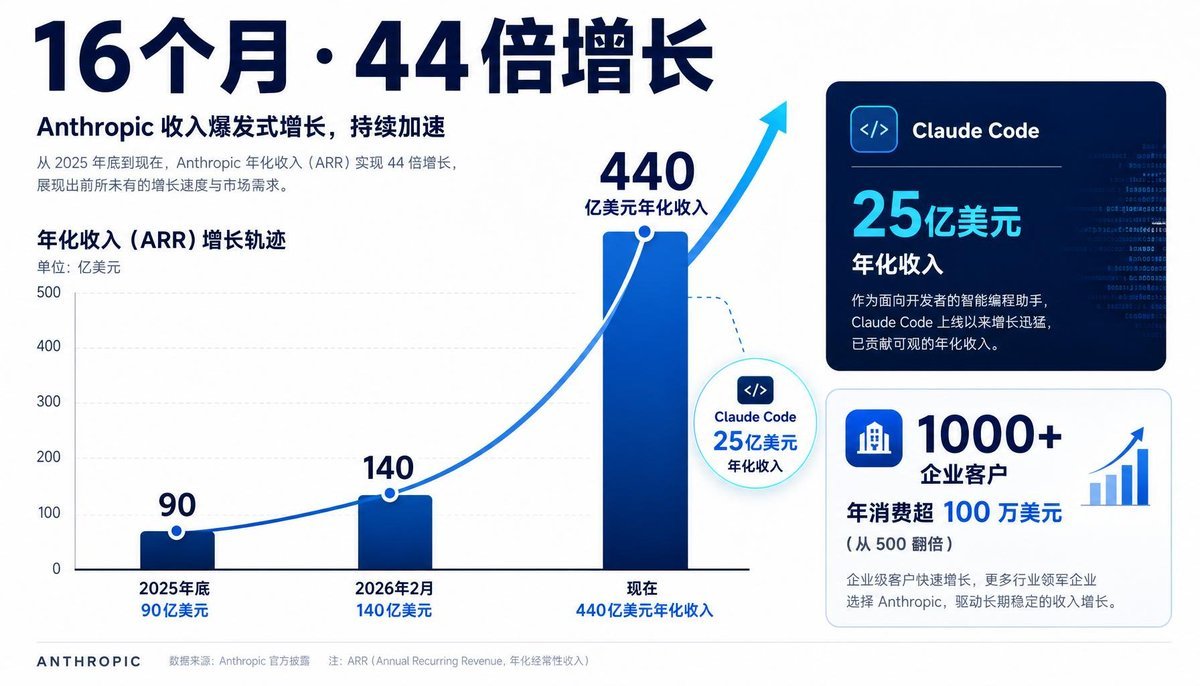 16个月·44倍增长
Anthropic 收入爆发式增长，持续加速
从 2025 年底到现在，Anthropic 年化收入（ARR）实现 44 倍增长，
展现出前所未有的增长速度与市场需求。
年化收入（ARR）增长轨迹
单位：亿美元
500
400
300
200
100
0
90
140
440
亿美元年化收入
2025年底
90亿美元
2026年2月
140亿美元
现在
440亿美元年化收入
</>
Claude Code
25亿美元
年化收入
</>
Claude Code
25亿美元
年化收入
作为面向开发者的智能编程助手，
Claude Code 上线以来增长迅猛，
已贡献可观的年化收入。
1000+
企业客户
年消费超 100 万美元
（从 500 翻倍）
企业级客户快速增长，更多行业领军企业
选择 Anthropic，驱动长期稳定的收入增长。
ANTHROPIC
数据来源：Anthropic 官方披露 注：ARR（Annual Recurring Revenue，年化经常性收入）